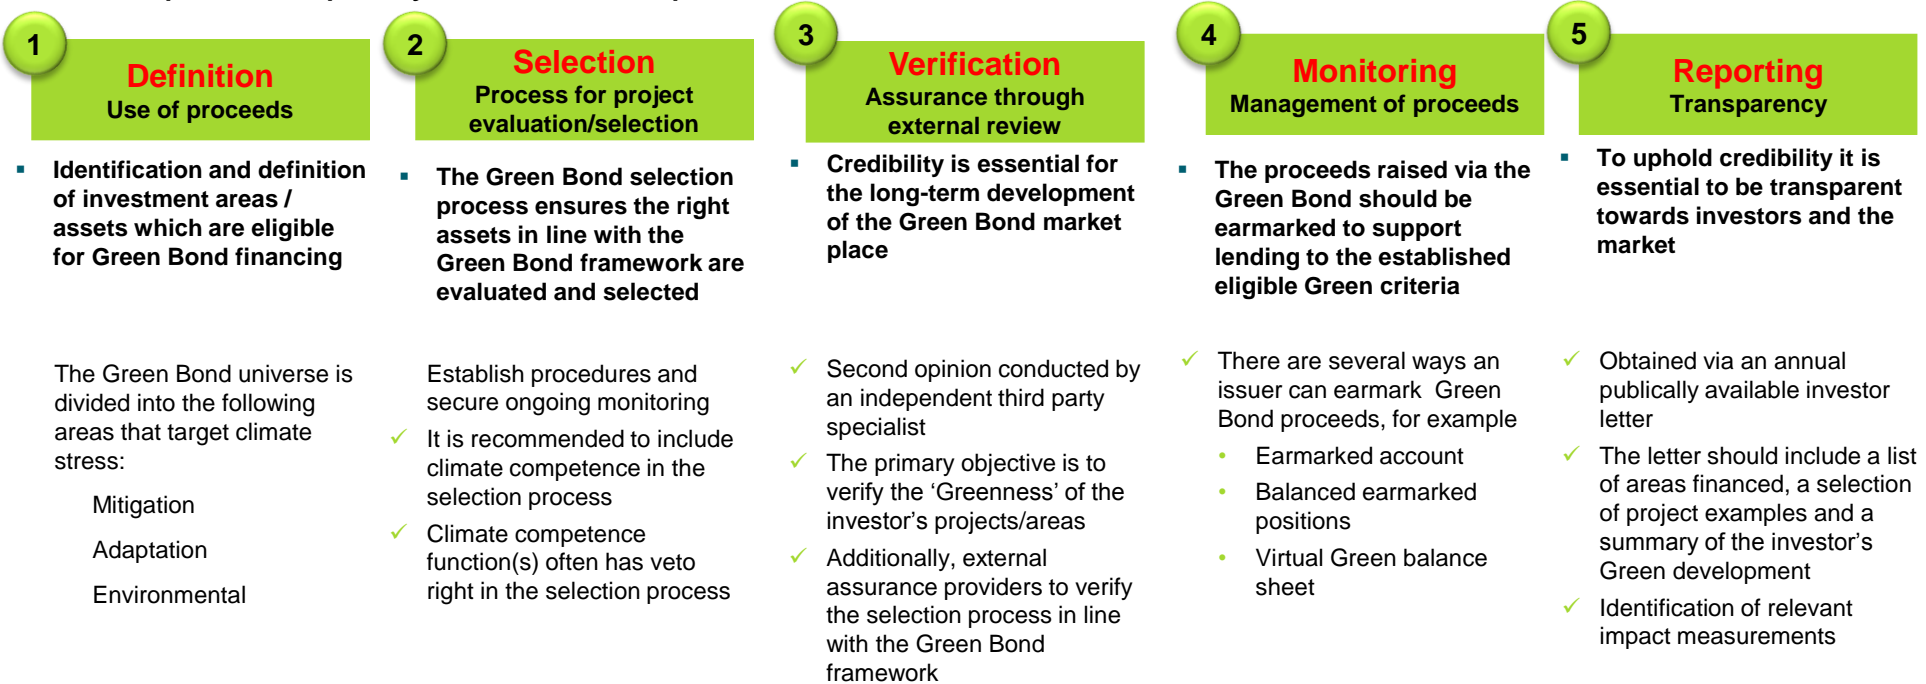 1
Definition
Use of proceeds
Identification and definition
of investment areas /
assets which are eligible
for Green Bond financing
The Green Bond universe is
divided into the following
areas that target climate
stress:
Mitigation
Adaptation
Environmental
2
Selection
Process for project
evaluation/selection
The Green Bond selection
process ensures the right
assets in line with the
Green Bond framework are
evaluated and selected
Establish procedures and
secure ongoing monitoring
It is recommended to include
climate competence in the
selection process
Climate competence
function(s) often has veto
right in the selection process
3
Verification
Assurance through
external review
Credibility is essential for
the long-term development
of the Green Bond market
place
Second opinion conducted by
an independent third party
specialist
The primary objective is to
verify the ‘Greenness’ of the
investor’s projects/areas
Additionally, external
assurance providers to verify
the selection process in line
with the Green Bond
framework
4
Monitoring
Management of proceeds
The proceeds raised via the
Green Bond should be
earmarked to support
lending to the established
eligible Green criteria
There are several ways an
issuer can earmark  Green
Bond proceeds, for example
Earmarked account
Balanced earmarked
positions
Virtual Green balance
sheet
5
Reporting
Transparency
To uphold credibility it is
essential to be transparent
towards investors and the
market
Obtained via an annual
publically available investor
letter
The letter should include a list
of areas financed, a selection
of project examples and a
summary of the investor’s
Green development
Identification of relevant
impact measurements